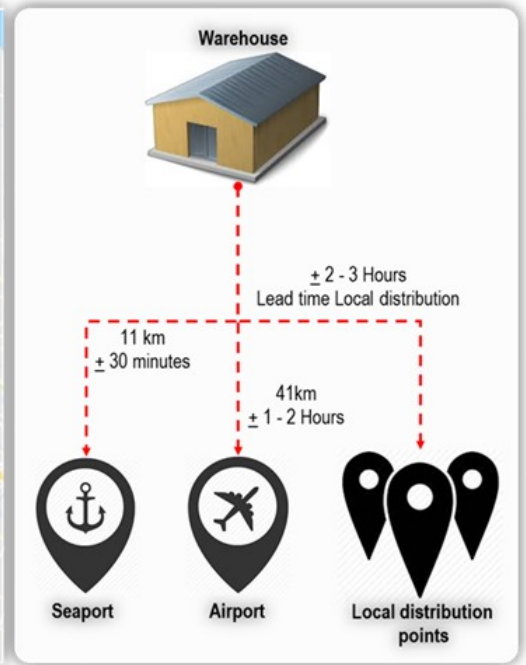 Warehouse
± 2 - 3 Hours
Lead time Local distribution
11 km
± 30 minutes
41km
± 1 - 2 Hours
Seaport
Airport
Local distribution
points